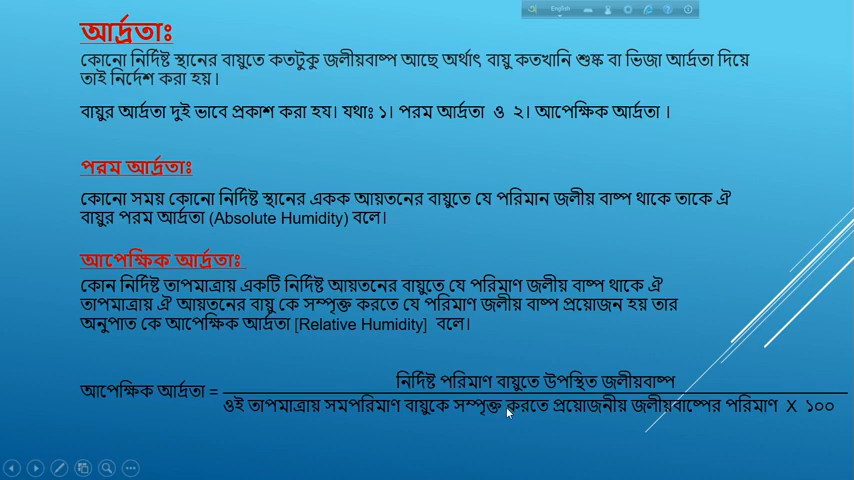 English
আর্দ্রতাঃ
কোনো নির্দিষ্ট স্থানের বায়ুতে কতটুকু জলীয়বাষ্প আছে অর্থাৎ বায়ু কতখানি শুষ্ক বা ভিজা আর্দ্রতা দিয়ে
তাই নির্দেশ করা হয়।
বায়ুর আর্দ্রতা দুই ভাবে প্রকাশ করা হয। যথাঃ ১। পরম আর্দ্রতা ও ২। আপেক্ষিক আর্দ্রতা ।
পরম আর্দ্রতাঃ
কোনো সময় কোনো নির্দিষ্ট স্থানের একক আয়তনের বায়ুতে যে পরিমান জলীয় বাষ্প থাকে তাকে ঐ
বায়ুর পরম আর্দ্রতা (Absolute Humidity) বলে।
আপেক্ষিক আর্দ্রতাঃ
কোন নির্দিষ্ট তাপমাত্রায় একটি নির্দিষ্ট আয়তনের বায়ুতে যে পরিমাণ জলীয় বাষ্প থাকে ঐ
তাপমাত্রায় ঐ আয়তনের বায়ু কে সম্পৃক্ত করতে যে পরিমাণ জলীয় বাষ্প প্রয়োজন হয় তার
অনুপাত কে আপেক্ষিক আর্দ্রতা [Relative Humidity] বলে।
নির্দিষ্ট পরিমাণ বায়ুতে উপস্থিত জলীয়বাষ্প
আপেক্ষিক আর্দ্রতা =
ওই তাপমাত্রায় সমপরিমাণ বায়ুকে সম্পৃক্ত করতে প্রয়োজনীয় জলীয়বাষ্পের পরিমাণ X ১০০